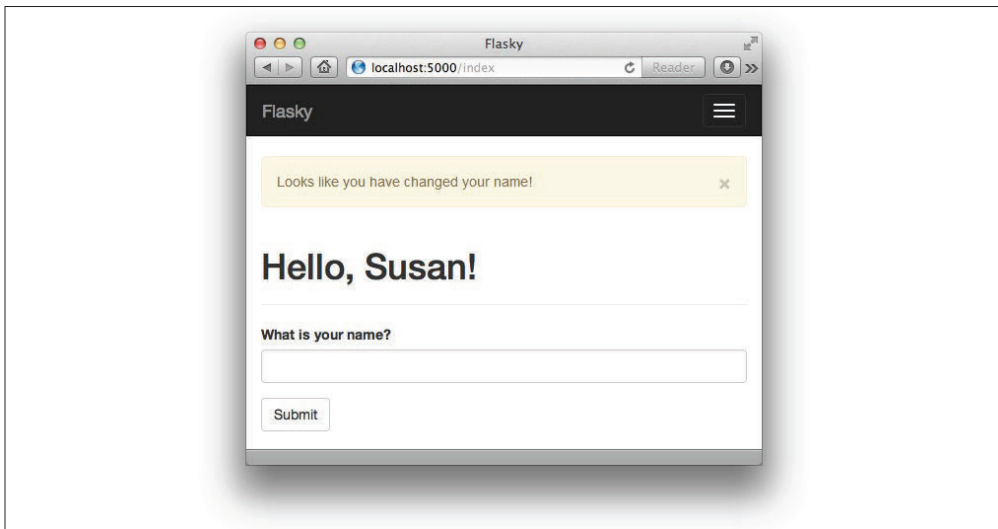 Flasky
localhost:5000/index
Reader
Flasky
Looks like you have changed your name!
×
Hello, Susan!
What is your name?
Submit